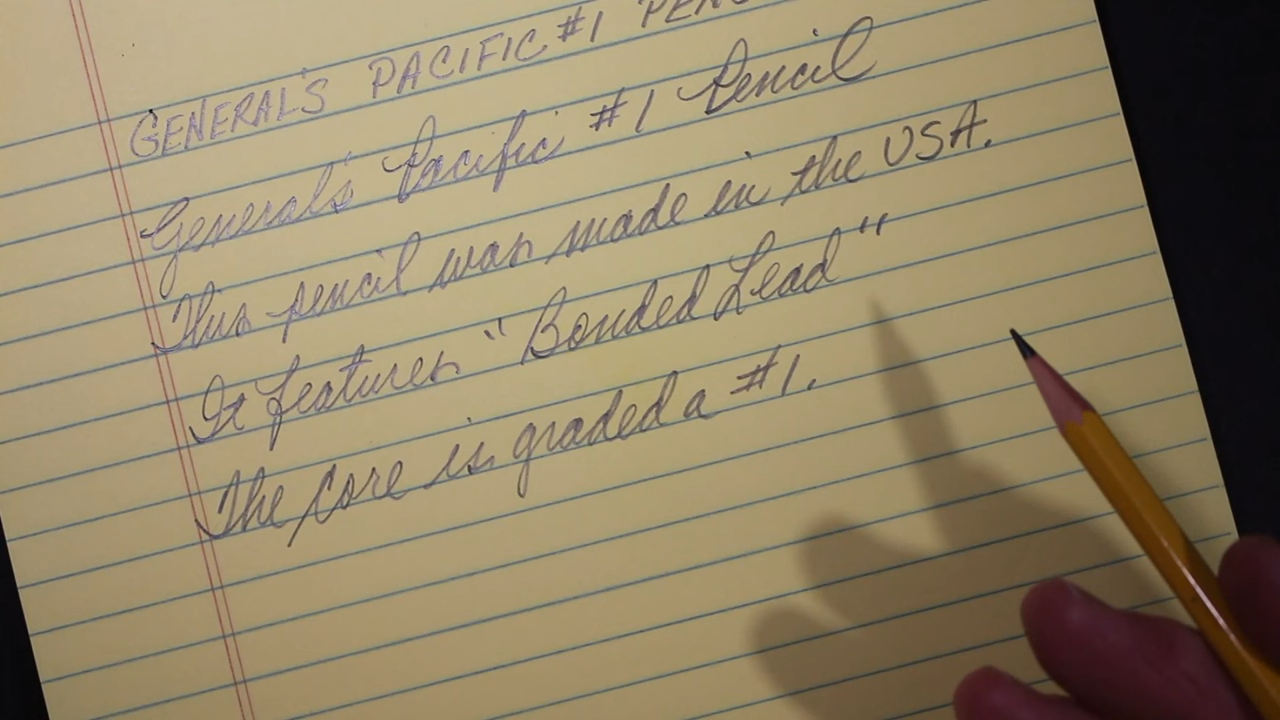 GENERAL'S PACIFIC #1 PENC
General's Pacific #1 Pencil
This pencil was made in the USA.
It features "Bonded Lead"
The core is graded a #1.